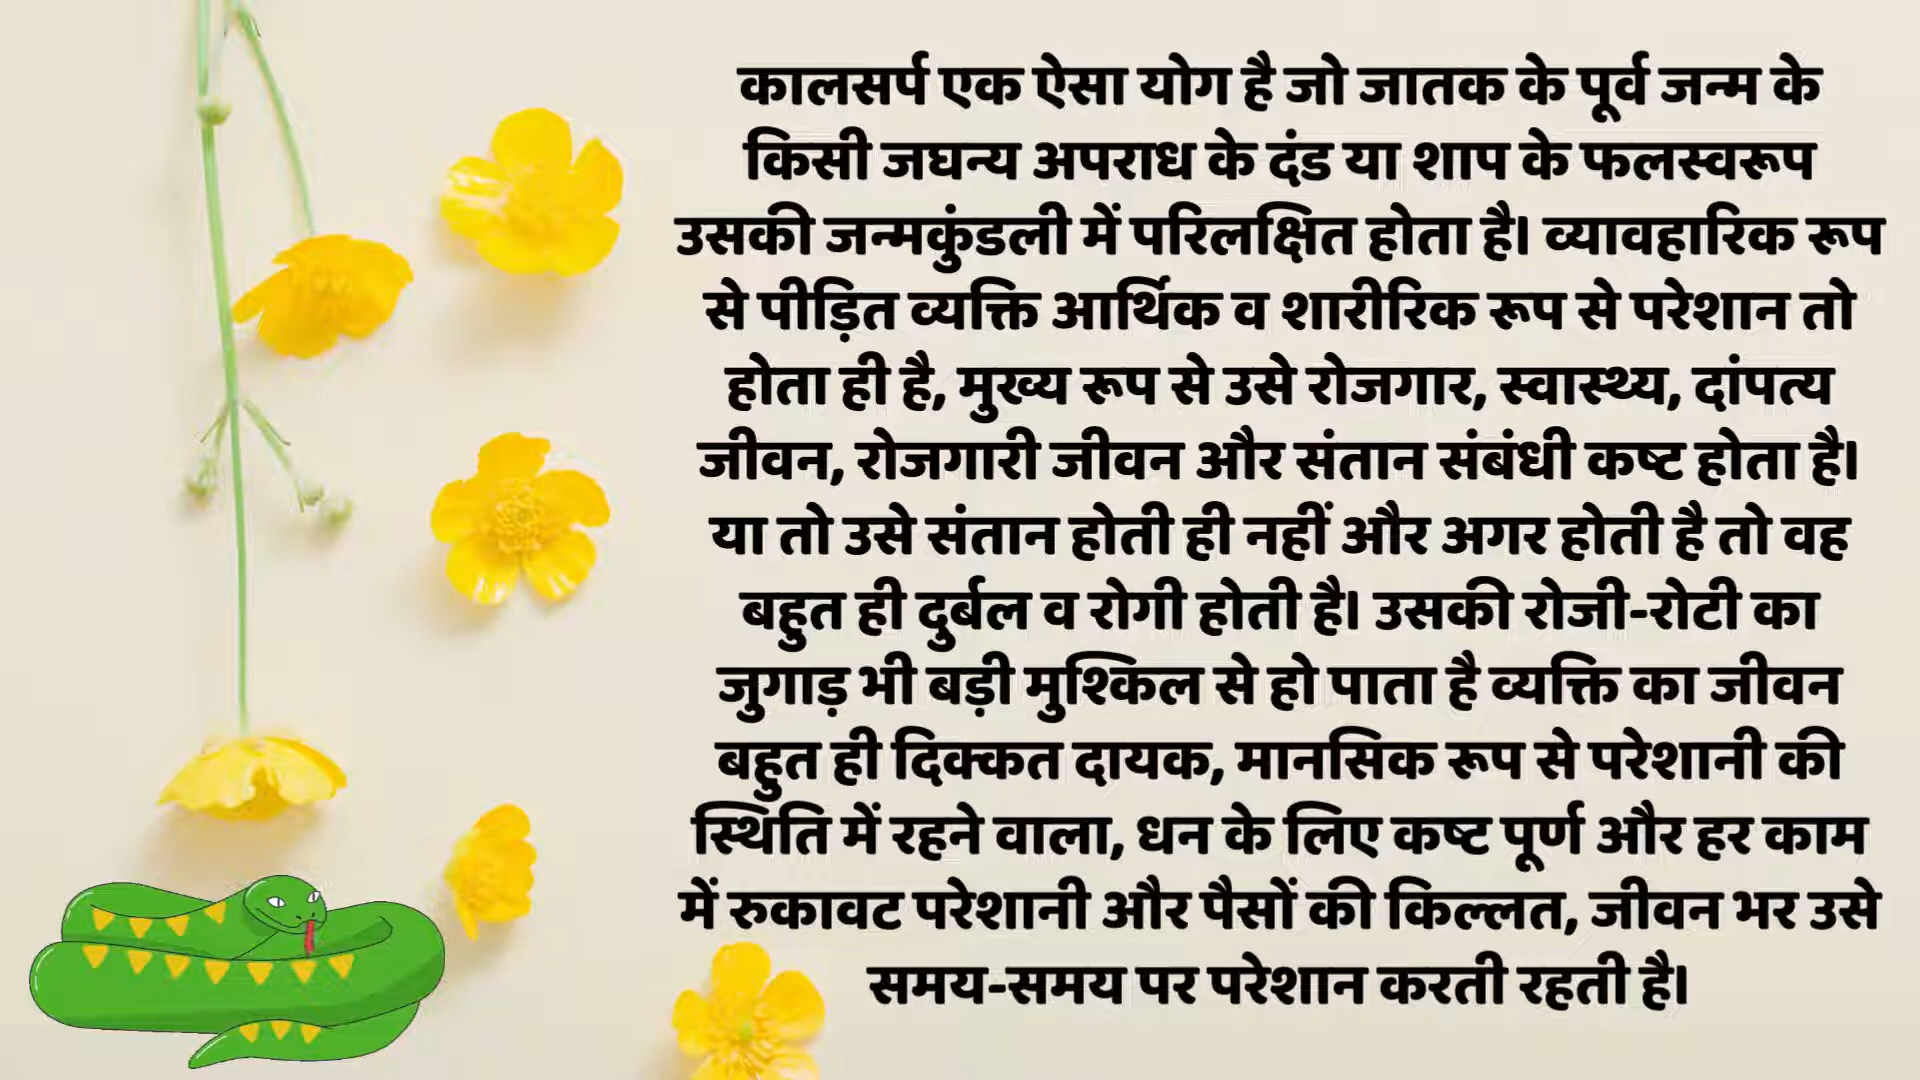 कालसर्प एक ऐसा योग है जो जातक के पूर्व जन्म के
किसी जघन्य अपराध के दंड या शाप के फलस्वरूप
उसकी जन्मकुंडली में परिलक्षित होता है। व्यावहारिक रूप
से पीड़ित व्यक्ति आर्थिक व शारीरिक रूप से परेशान तो
होता ही है, मुख्य रूप से उसे रोजगार, स्वास्थ्य, दांपत्य
जीवन, रोजगारी जीवन और संतान संबंधी कष्ट होता है।
या तो उसे संतान होती ही नहीं और अगर होती है तो वह
बहुत ही दुर्बल व रोगी होती है। उसकी रोजी-रोटी का
जुगाड़ भी बड़ी मुश्किल से हो पाता है व्यक्ति का जीवन
बहुत ही दिक्कत दायक, मानसिक रूप से परेशानी की
स्थिति में रहने वाला, धन के लिए कष्ट पूर्ण और हर काम
में रुकावट परेशानी और पैसों की किल्लत, जीवन भर उसे
समय-समय पर परेशान करती रहती है।